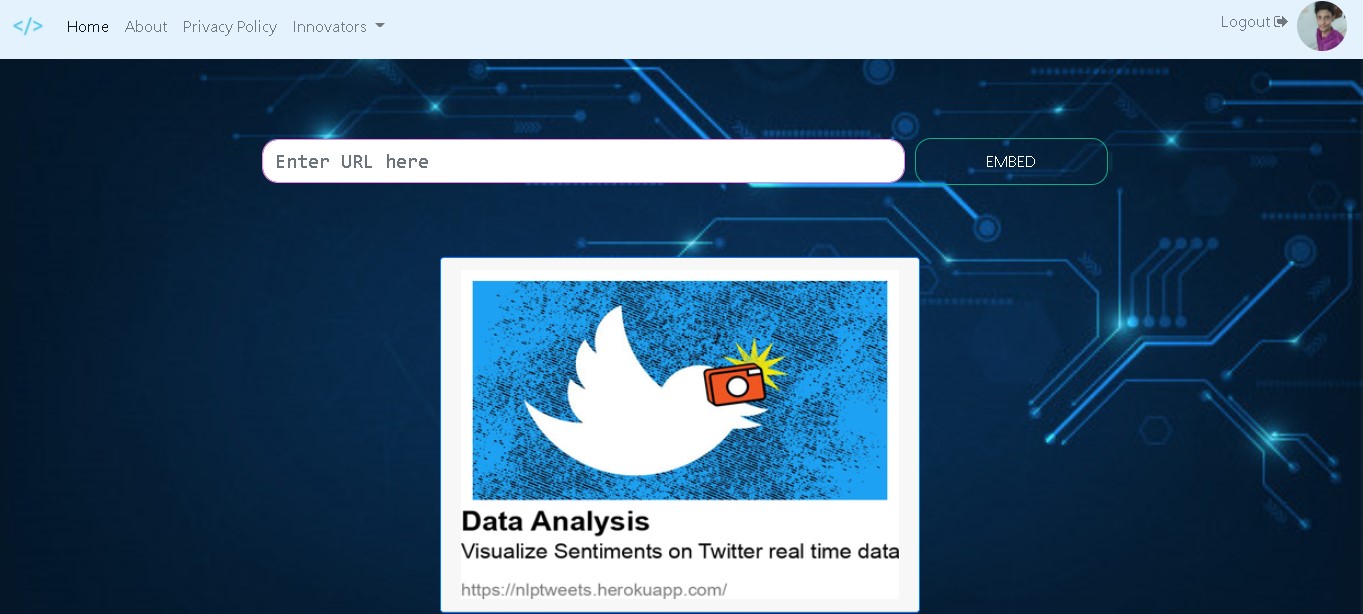 </> Home About Privacy Policy Innovators Logout
Enter URL here EMBED
Data Analysis
Visualize Sentiments on Twitter real time data
https://nlptweets.herokuapp.com/